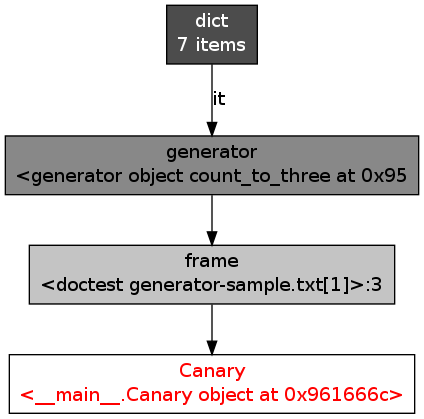 dict
7 items
it
generator
<generator object count_to_three at 0x95
frame
<doctest generator-sample.txt[1]>:3
Canary
<__main__.Canary object at 0x961666c>